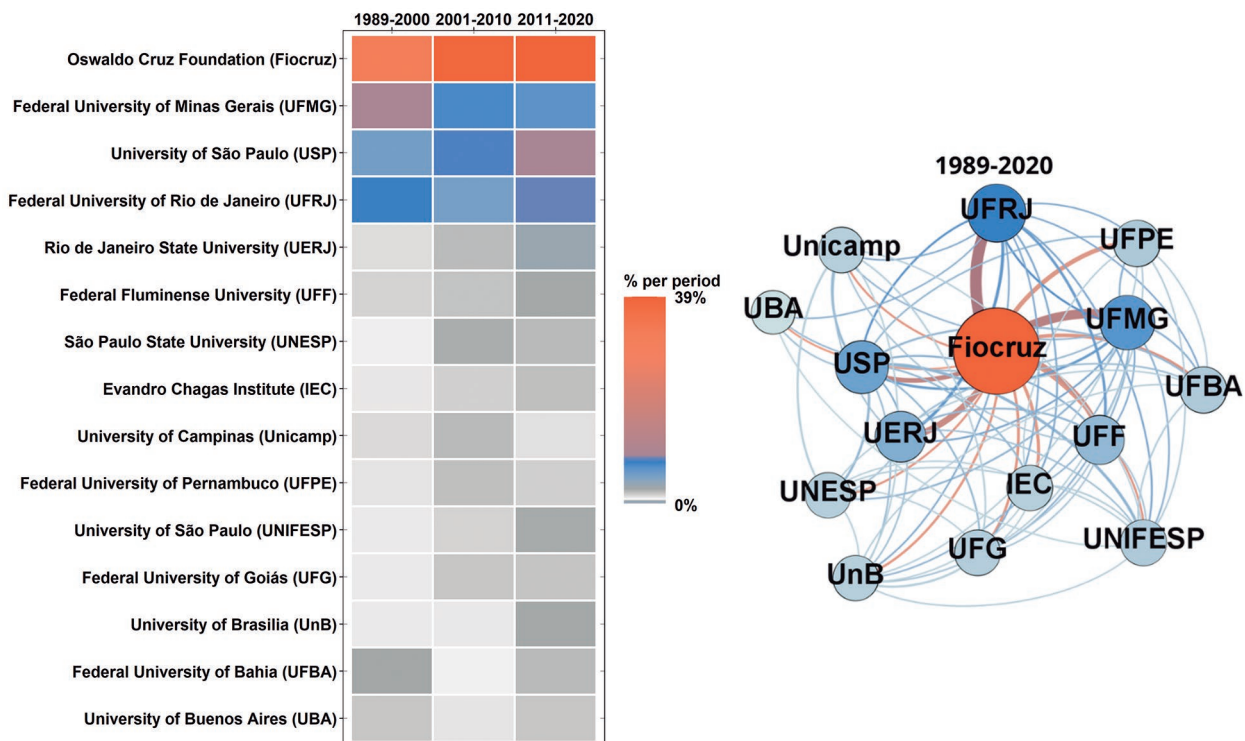 1989-2000 2001-2010 2011-2020
Oswaldo Cruz Foundation (Fiocruz)
Federal University of Minas Gerais (UFMG)
University of São Paulo (USP)
Federal University of Rio de Janeiro (UFRJ)
Rio de Janeiro State University (UERJ)
Federal Fluminense University (UFF)
São Paulo State University (UNESP)
Evandro Chagas Institute (IEC)
University of Campinas (Unicamp)
Federal University of Pernambuco (UFPE)
University of São Paulo (UNIFESP)
Federal University of Goiás (UFG)
University of Brasilia (UnB)
Federal University of Bahia (UFBA)
University of Buenos Aires (UBA)
% per period
39%
0%
1989-2020
UFRJ
Unicamp
UFPE
UBA
UFMG
Fiocruz
USP
UFBA
UERJ
UFF
UNESP
IEC
UNIFESP
UFG
UnB